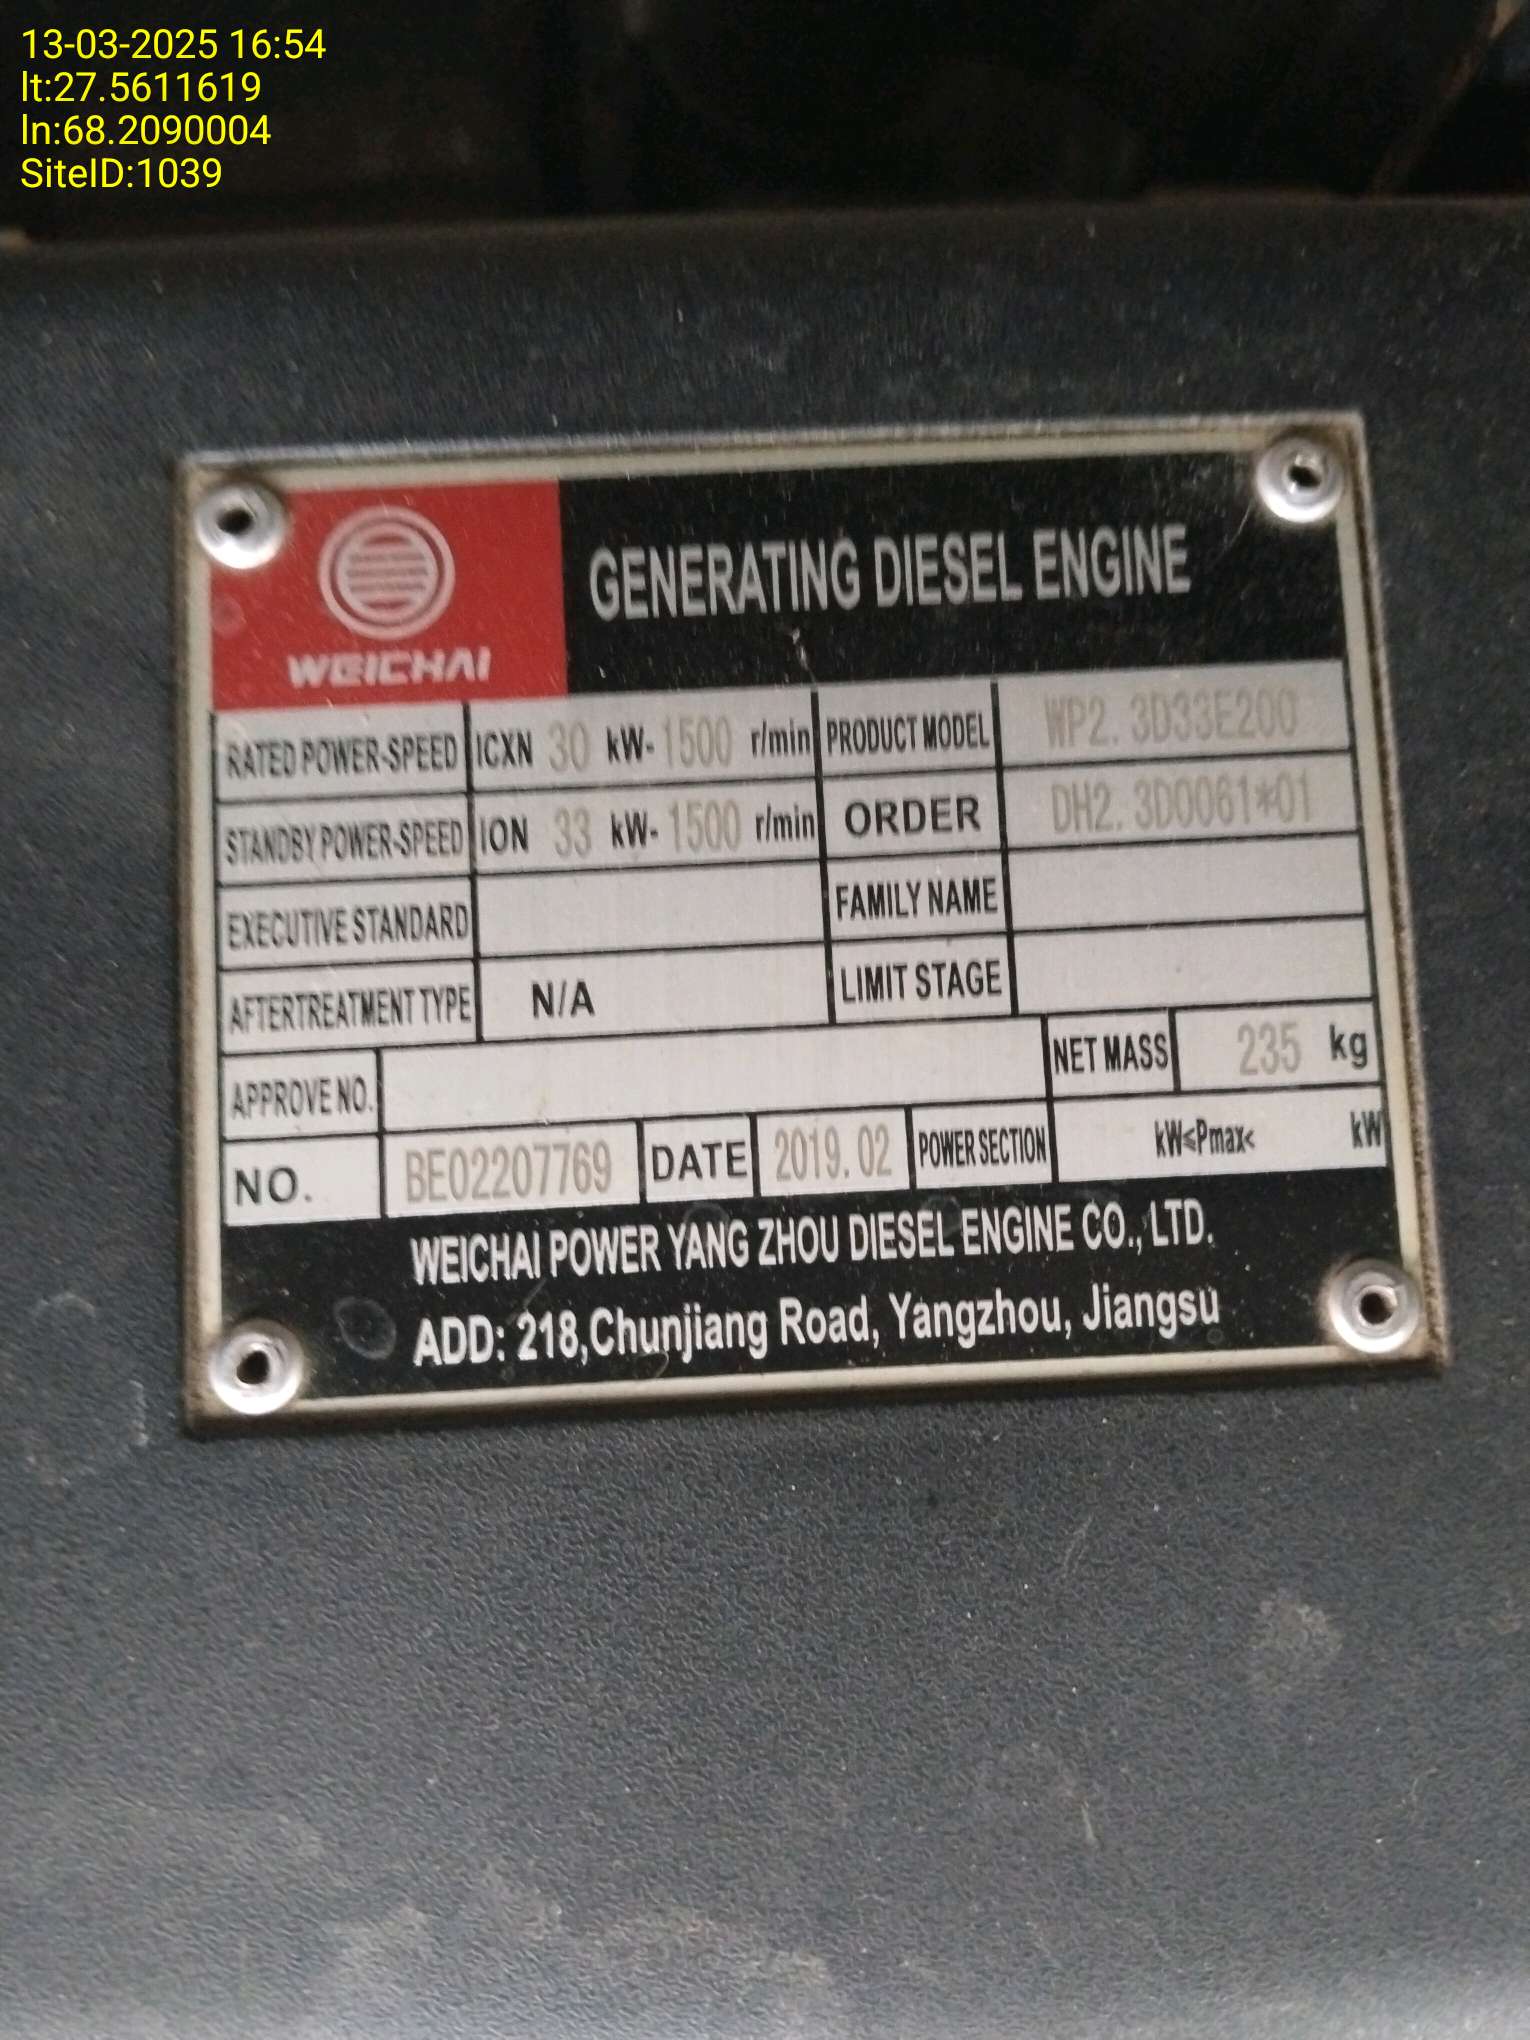 13-03-2025 16:54
lt:27.5611619
ln:68.2090004
SiteID:1039
WEICHAI
GENERATING DIESEL ENGINE
RATED POWER-SPEED ICXN 30 kW- 1500 r/min PRODUCT MODEL WP2.3D33E200
STANDBY POWER-SPEED ION 33 kW- 1500 r/min ORDER DH2.3D0061*01
EXECUTIVE STANDARD FAMILY NAME
AFTERTREATMENT TYPE N/A LIMIT STAGE
APPROVE NO. NET MASS 235 kg
NO. BE02207769 DATE 2019.02 POWER SECTION kW≤Pmax< kW
WEICHAI POWER YANG ZHOU DIESEL ENGINE CO., LTD.
ADD: 218,Chunjiang Road, Yangzhou, Jiangsu